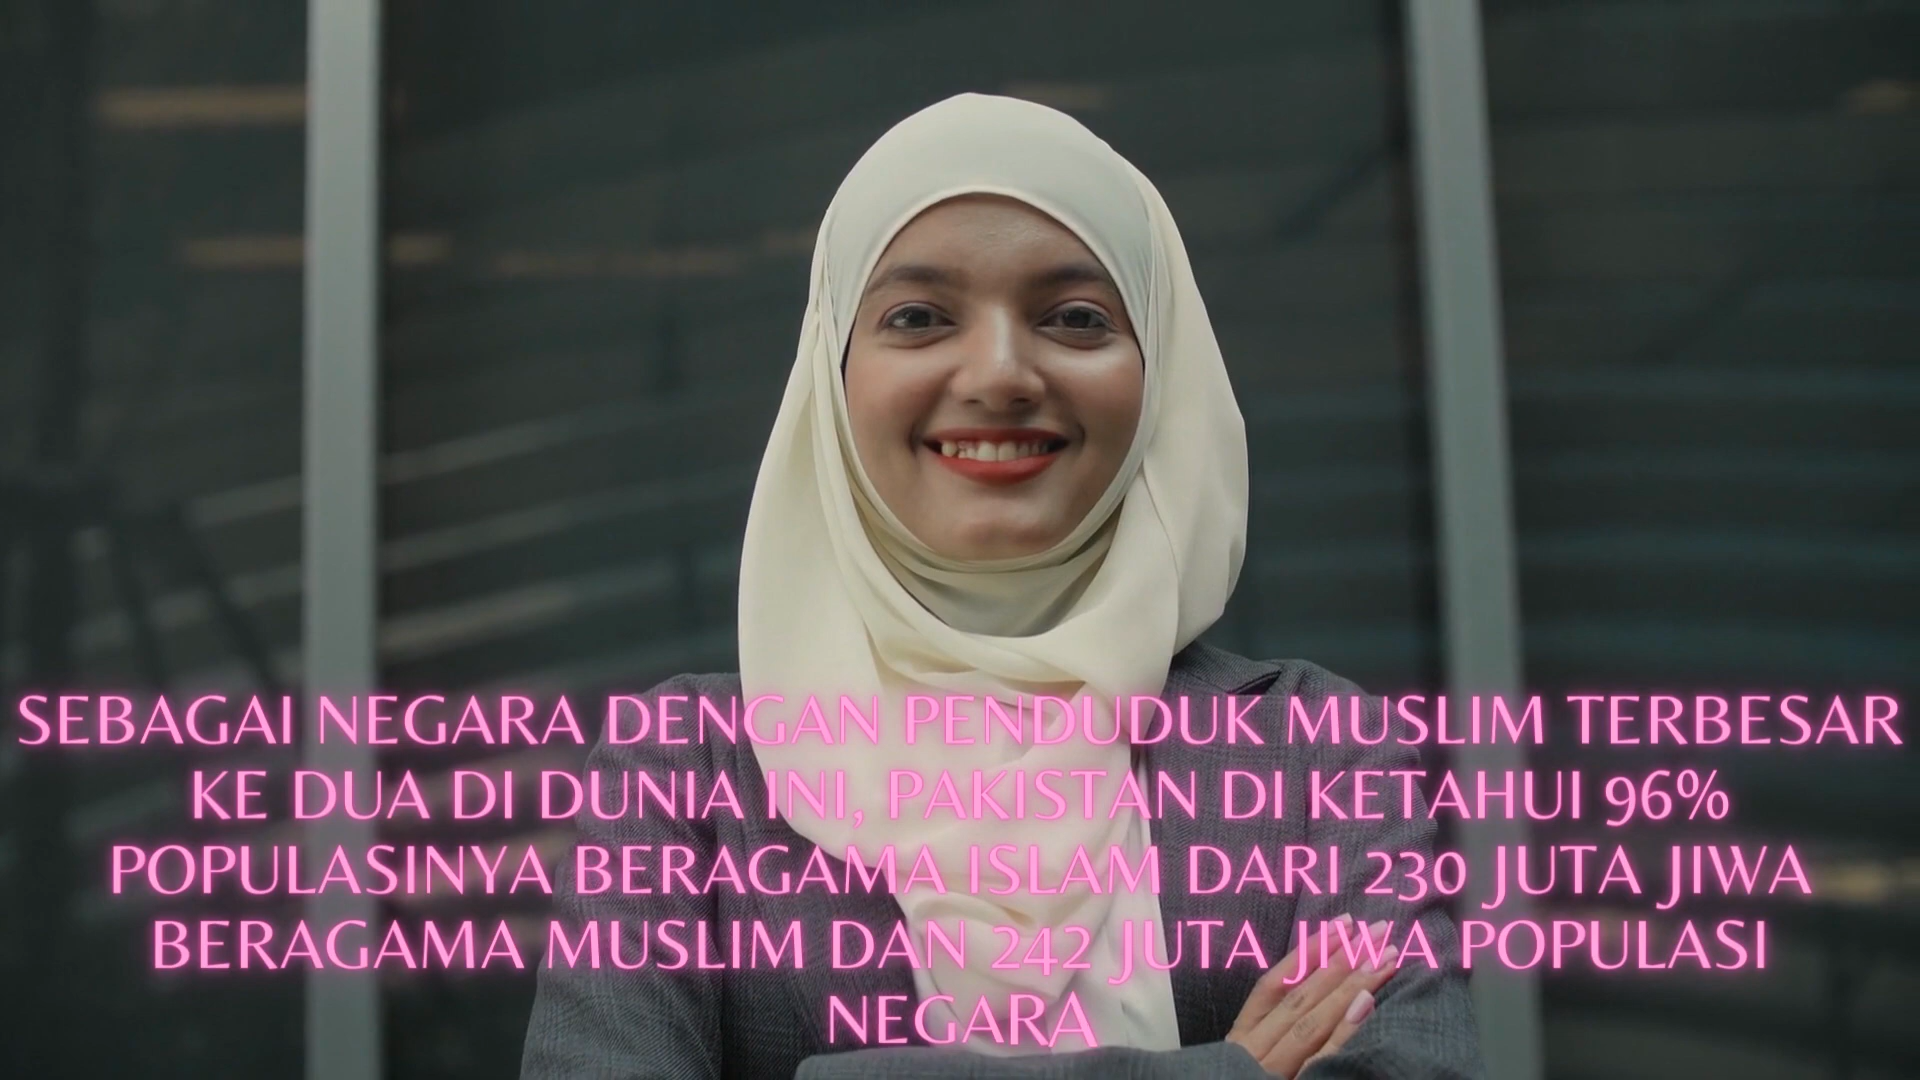 SEBAGAI NEGARA DENGAN PENDUDUK MUSLIM TERBESAR
KE DUA DI DUNIA INI, PAKISTAN DI KETAHUI 96%
POPULASINYA BERAGAMA ISLAM DARI 230 JUTA JIWA
BERAGAMA MUSLIM DAN 242 JUTA JIWA POPULASI
NEGARA